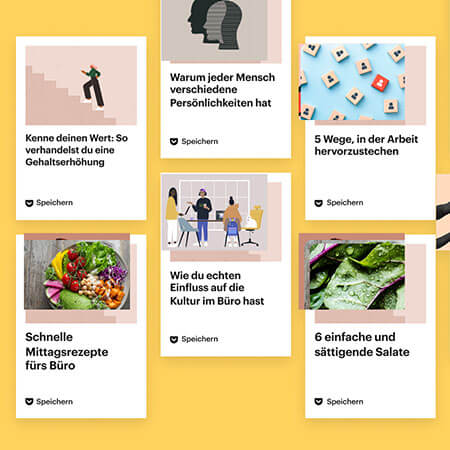 Kenne deinen Wert: So
verhandelst du eine
Gehaltserhöhung
Speichern
Schnelle
Mittagsrezepte
fürs Büro
Speichern
Warum jeder Mensch
verschiedene
Persönlichkeiten hat
Speichern
Wie du echten
Einfluss auf die
Kultur im Büro hast
Speichern
5 Wege, in der Arbeit
hervorzustechen
Speichern
6 einfache und
sättigende Salate
Speichern